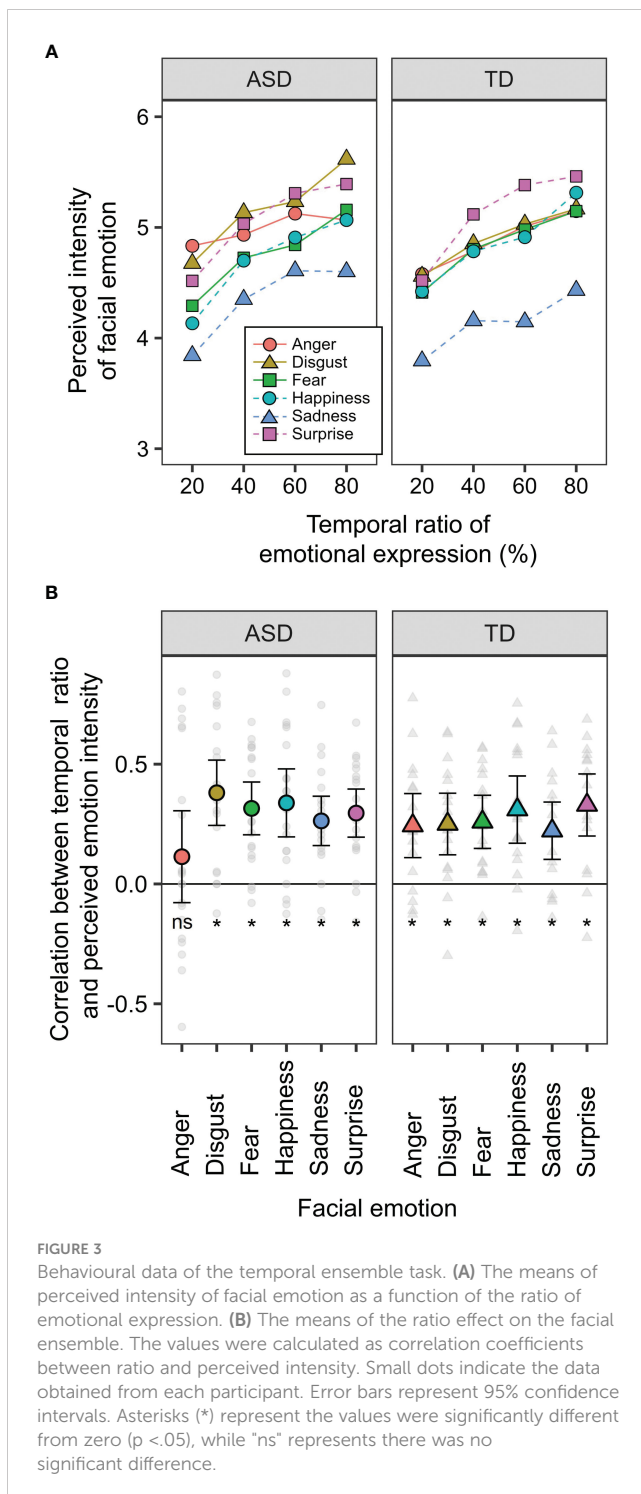 A
ASD
TD
Perceived intensity
of facial emotion
6
5
4
3
Anger
Disgust
Fear
Happiness
Sadness
Surprise
20 40 60 80
20 40 60 80
Temporal ratio of
emotional expression (%)
B
ASD
TD
Correlation between temporal ratio
and perceived emotion intensity
0.5
0.0
-0.5
ns * * * * *
* * * * * *
Anger
Disgust
Fear
Happiness
Sadness
Surprise
Anger
Disgust
Fear
Happiness
Sadness
Surprise
Facial emotion
FIGURE 3
Behavioural data of the temporal ensemble task. (A) The means of
perceived intensity of facial emotion as a function of the ratio of
emotional expression. (B) The means of the ratio effect on the facial
ensemble. The values were calculated as correlation coefficients
between ratio and perceived intensity. Small dots indicate the data
obtained from each participant. Error bars represent 95% confidence
intervals. Asterisks (*) represent the values were significantly different
from zero (p <.05), while "ns" represents there was no
significant difference.